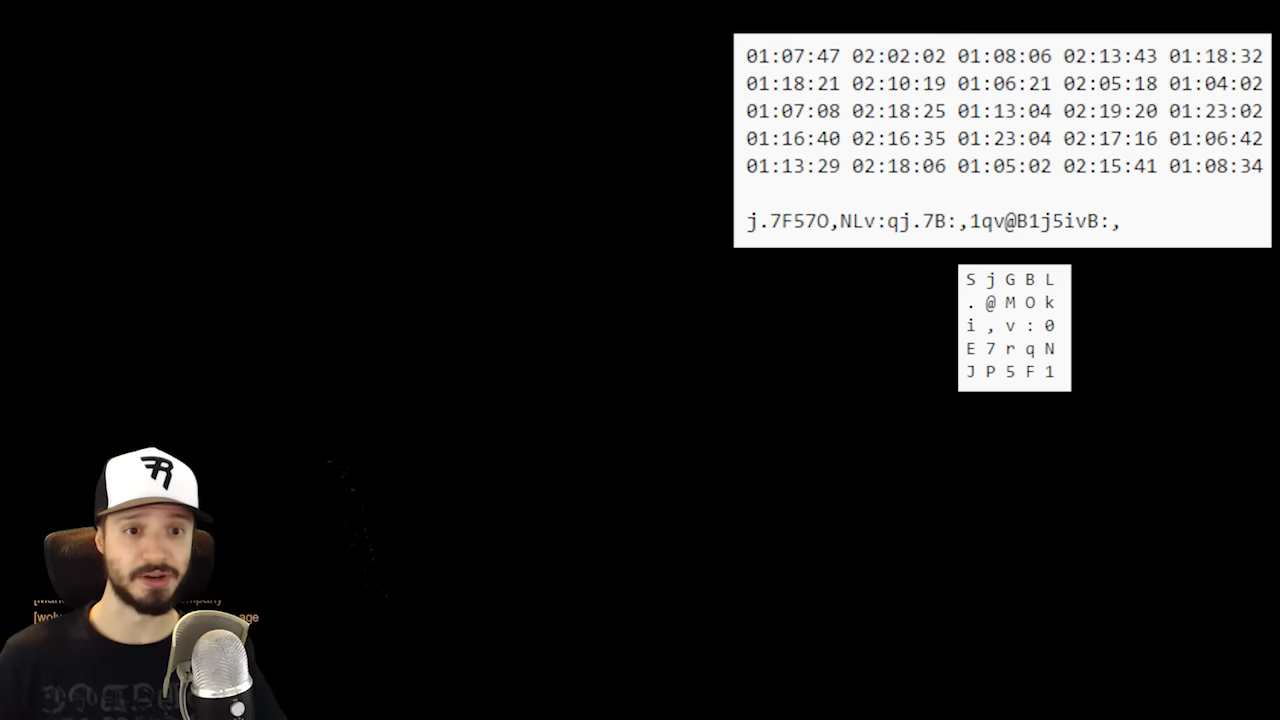 01:07:47 02:02:02 01:08:06 02:13:43 01:18:32
01:18:21 02:10:19 01:06:21 02:05:18 01:04:02
01:07:08 02:18:25 01:13:04 02:19:20 01:23:02
01:16:40 02:16:35 01:23:04 02:17:16 01:06:42
01:13:29 02:18:06 01:05:02 02:15:41 01:08:34
j.7F57O,NLv:qj.7B:,1qv@B1j5ivB:,
S j G B L
. @ M O k
i , v : 0
E 7 r q N
J P 5 F 1